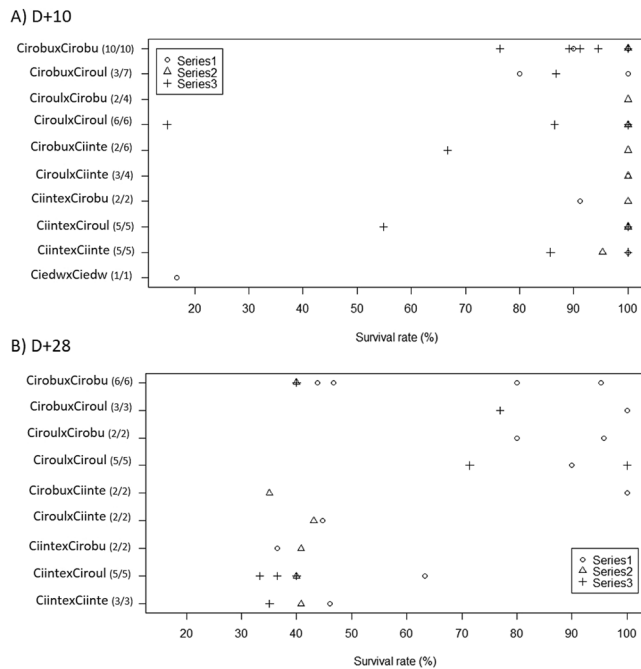 A) D+10
CirobuxCirobu (10/10)
CirobuxCiroul (3/7)
CiroulxCirobu (2/4)
CiroulxCiroul (6/6)
CirobuxCiinte (2/6)
CiroulxCiinte (3/4)
CiintexCirobu (2/2)
CiintexCiroul (5/5)
CiintexCiinte (5/5)
CiedwxCiedw (1/1)
Series1
Series2
Series3
20 30 40 50 60 70 80 90 100
Survival rate (%)
B) D+28
CirobuxCirobu (6/6)
CirobuxCiroul (3/3)
CiroulxCirobu (2/2)
CiroulxCiroul (5/5)
CirobuxCiinte (2/2)
CiroulxCiinte (2/2)
CiintexCirobu (2/2)
CiintexCiroul (5/5)
CiintexCiinte (3/3)
Series1
Series2
Series3
20 30 40 50 60 70 80 90 100
Survival rate (%)